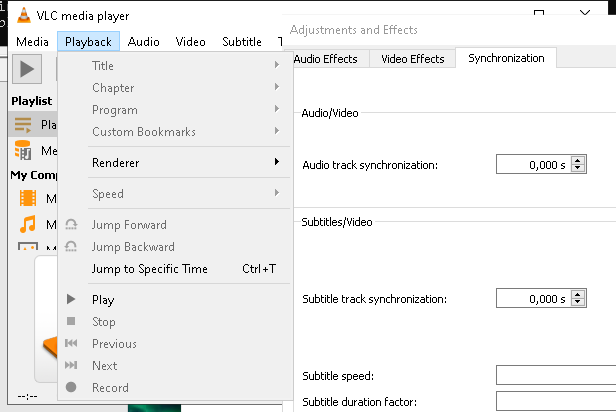 VLC media player
Adjustments and Effects
Media Playback Audio Video Subtitle T
Audio Effects Video Effects Synchronization
Title
Chapter
Program
Custom Bookmarks
Renderer
Speed
Jump Forward
Jump Backward
Jump to Specific Time Ctrl+T
Play
Stop
Previous
Next
Record
Playlist
Pla
Me
My Comp
M
M
M
--:--
Audio/Video
Audio track synchronization: 0,000 s
Subtitles/Video
Subtitle track synchronization: 0,000 s
Subtitle speed:
Subtitle duration factor: